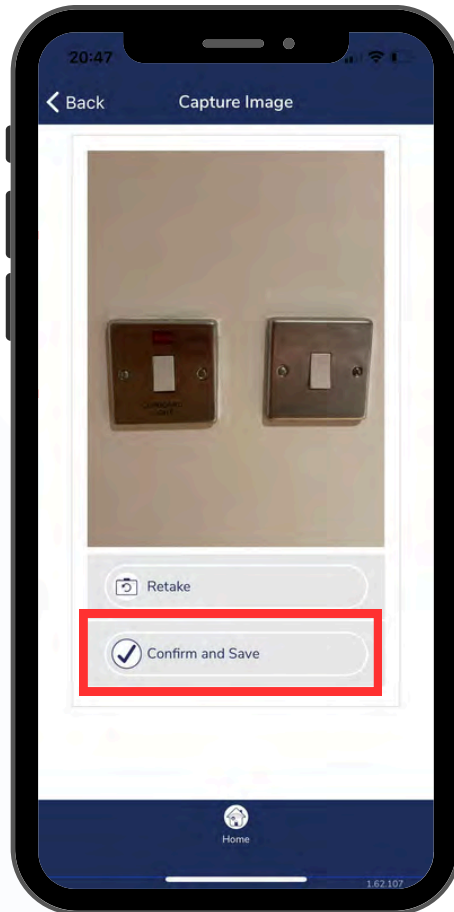 20:47
Back
Capture Image
Retake
Confirm and Save
Home
1.62.107